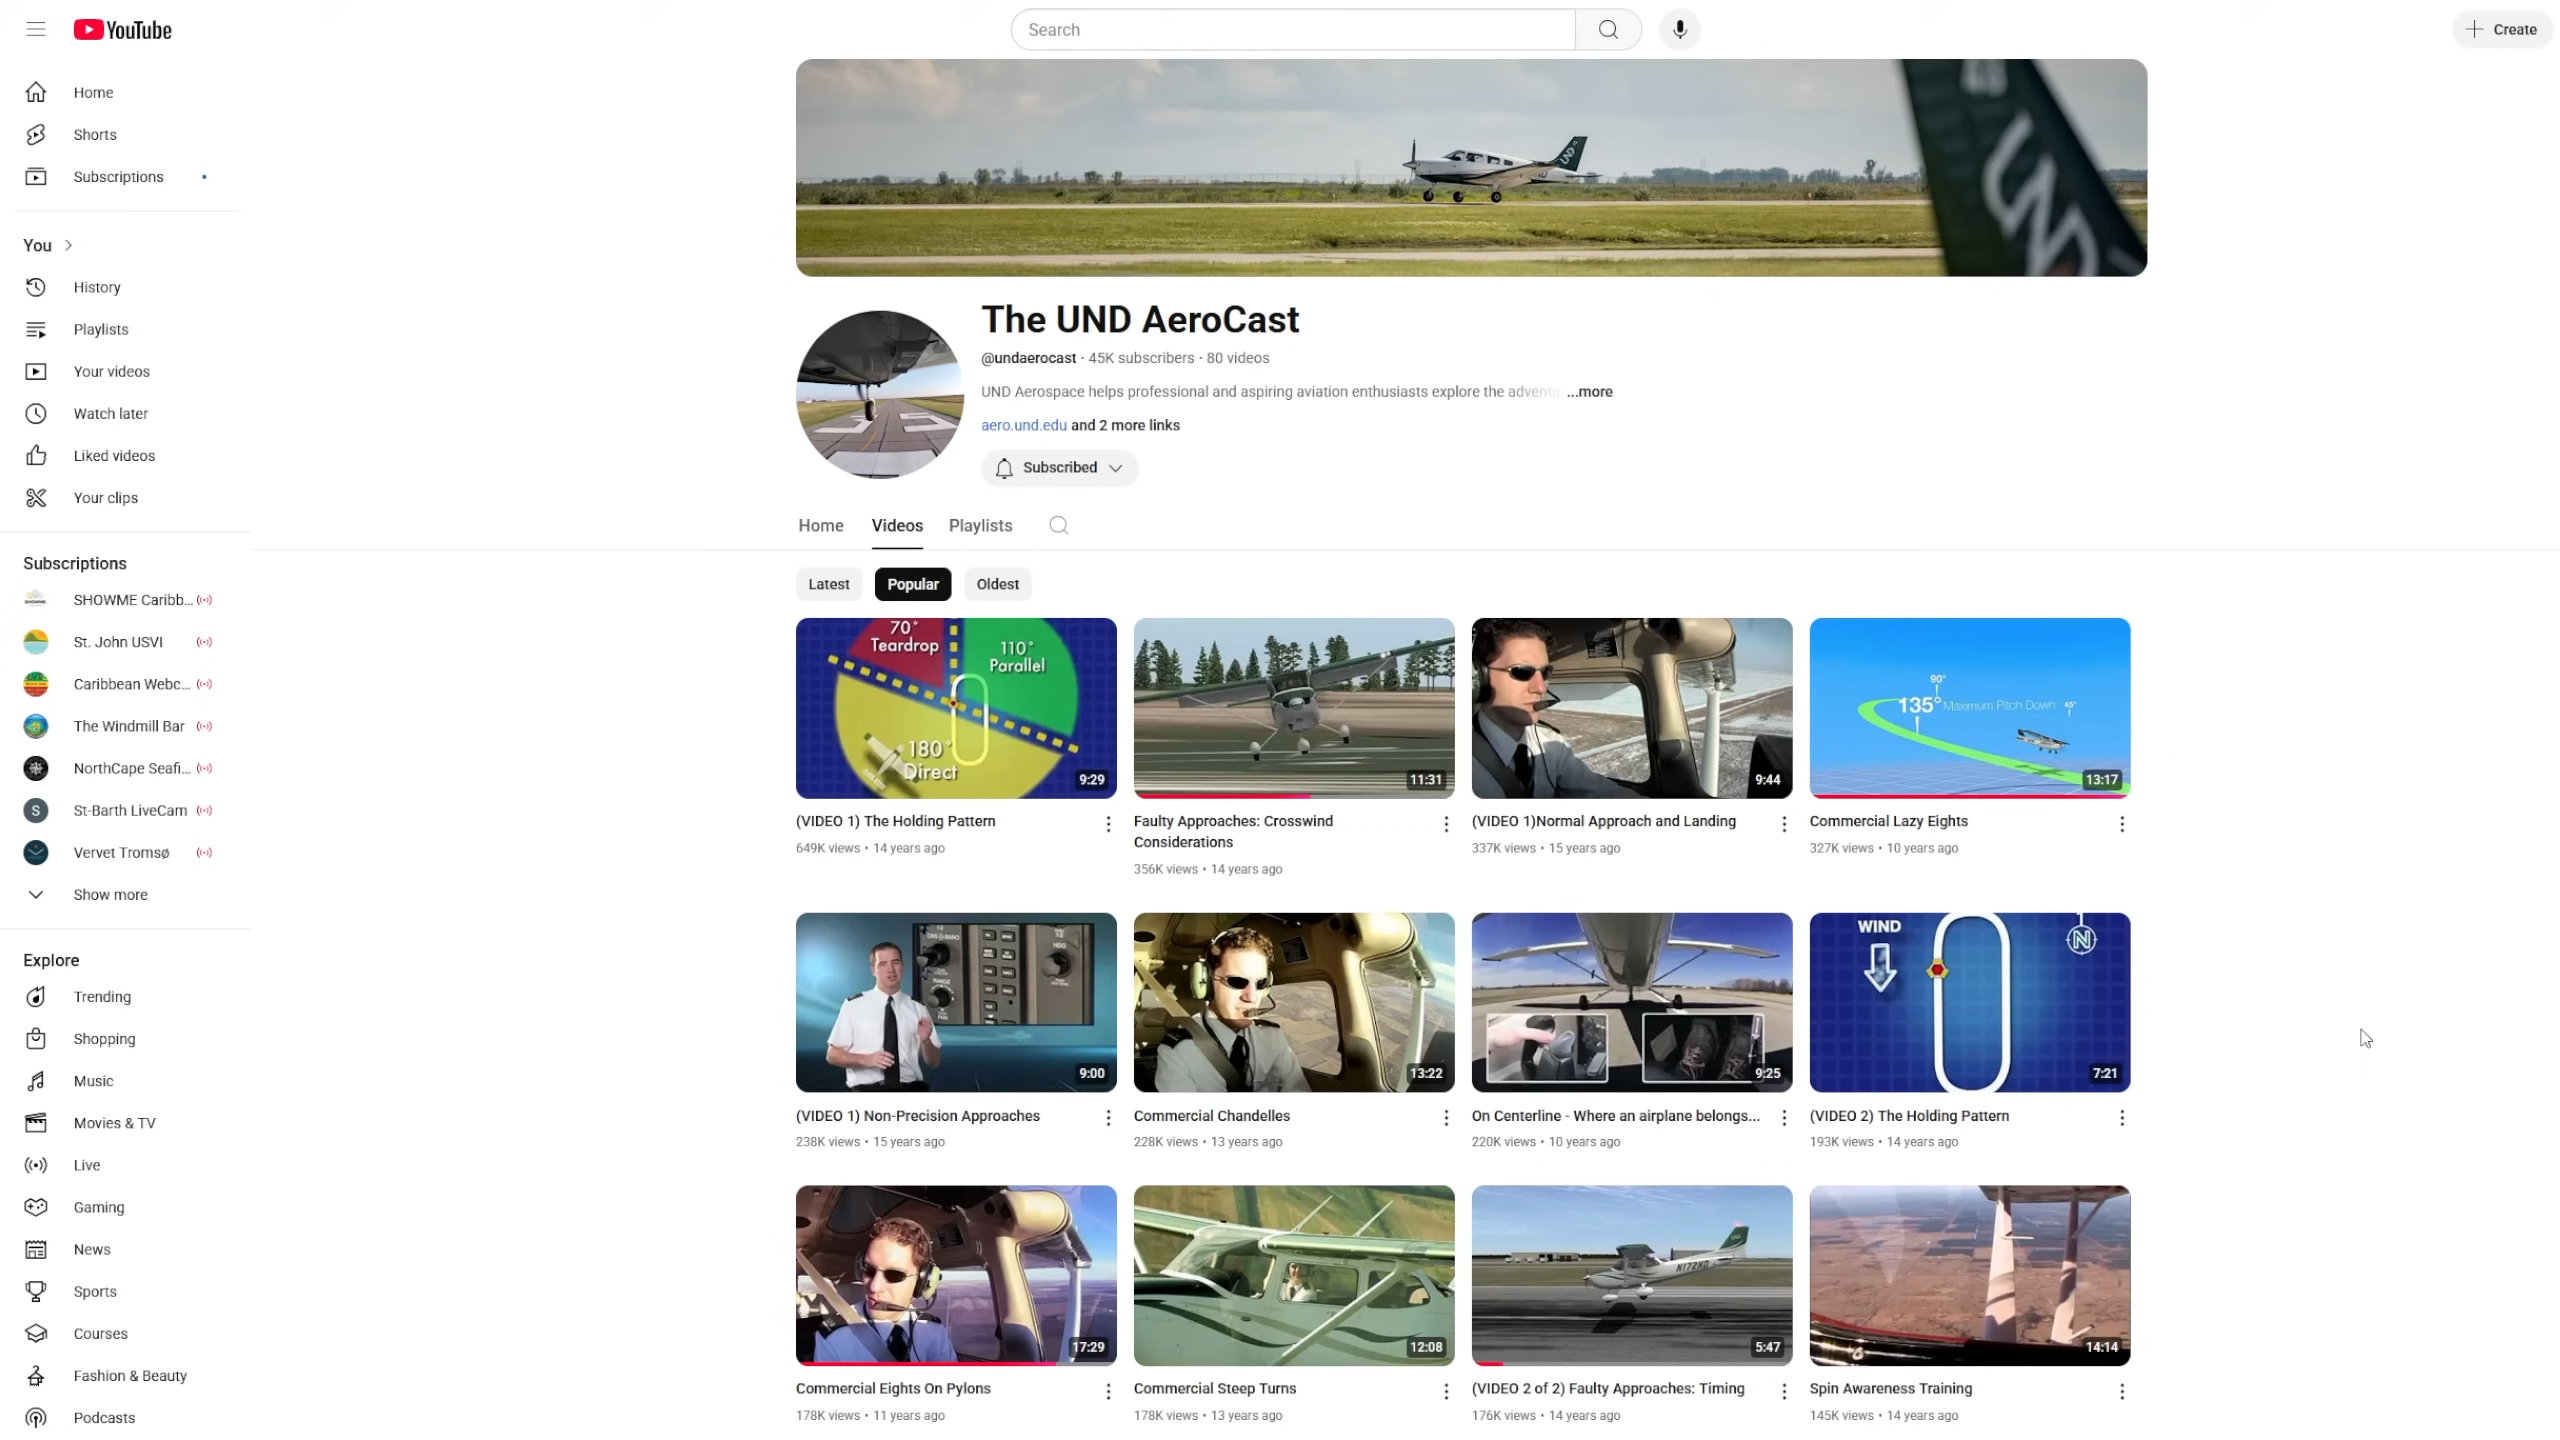 YouTube
Search
Create
Home
Shorts
Subscriptions
You
History
Playlists
Your videos
Watch later
Liked videos
Your clips
Subscriptions
SHOWME Caribb...
St. John USVI
Caribbean Webc...
The Windmill Bar
NorthCape Seafi...
S
St-Barth LiveCam
Vervet Tromsø
Show more
Explore
Trending
Shopping
Music
Movies & TV
Live
Gaming
News
Sports
Courses
Fashion & Beauty
Podcasts
UND
The UND AeroCast
@undaerocast · 45K subscribers · 80 videos
UND Aerospace helps professional and aspiring aviation enthusiasts explore the adventu ...more
aero.und.edu and 2 more links
Subscribed
Home Videos Playlists
Latest Popular Oldest
70°
Teardrop
110°
Parallel
180°
Direct
9:29
(VIDEO 1) The Holding Pattern
649K views • 14 years ago
11:31
Faulty Approaches: Crosswind
Considerations
356K views • 14 years ago
9:44
(VIDEO 1)Normal Approach and Landing
337K views • 15 years ago
90°
135° Maximum Pitch Down 45°
13:17
Commercial Lazy Eights
327K views • 10 years ago
9:00
(VIDEO 1) Non-Precision Approaches
238K views • 15 years ago
13:22
Commercial Chandelles
228K views • 13 years ago
9:25
On Centerline - Where an airplane belongs...
220K views • 10 years ago
WIND
N
7:21
(VIDEO 2) The Holding Pattern
193K views • 14 years ago
17:29
Commercial Eights On Pylons
178K views • 11 years ago
12:08
Commercial Steep Turns
178K views • 13 years ago
5:47
(VIDEO 2 of 2) Faulty Approaches: Timing
176K views • 14 years ago
14:14
Spin Awareness Training
145K views • 14 years ago